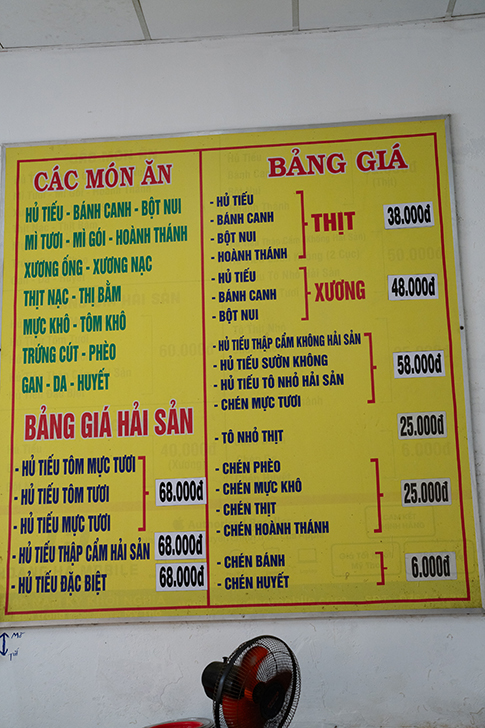 CÁC MÓN ĂN
HỦ TIẾU - BÁNH CANH - BỘT NUI
MÌ TƯƠI - MÌ GÓI - HOÀNH THÁNH
XƯƠNG ỐNG - XƯƠNG NẠC
THỊT NẠC - THỊ BẰM
MỰC KHÔ - TÔM KHÔ
TRỨNG CÚT - PHÈO
GAN - DA - HUYẾT
BẢNG GIÁ HẢI SẢN
- HỦ TIẾU TÔM MỰC TƯƠI
- HỦ TIẾU TÔM TƯƠI
- HỦ TIẾU MỰC TƯƠI
68.000đ
- HỦ TIẾU THẬP CẨM HẢI SẢN 68.000đ
- HỦ TIẾU ĐẶC BIỆT 68.000đ
BẢNG GIÁ
- HỦ TIẾU
- BÁNH CANH
- BỘT NUI
- HOÀNH THÁNH
THỊT 38.000đ
- HỦ TIẾU
- BÁNH CANH
- BỘT NUI
XƯƠNG 48.000đ
- HỦ TIẾU THẬP CẨM KHÔNG HẢI SẢN
- HỦ TIẾU SƯỜN KHÔNG
- HỦ TIẾU TÔ NHỎ HẢI SẢN
- CHÉN MỰC TƯƠI
58.000đ
- TÔ NHỎ THỊT 25.000đ
- CHÉN PHÈO
- CHÉN MỰC KHÔ
- CHÉN THỊT
- CHÉN HOÀNH THÁNH
25.000đ
- CHÉN BÁNH
- CHÉN HUYẾT
6.000đ